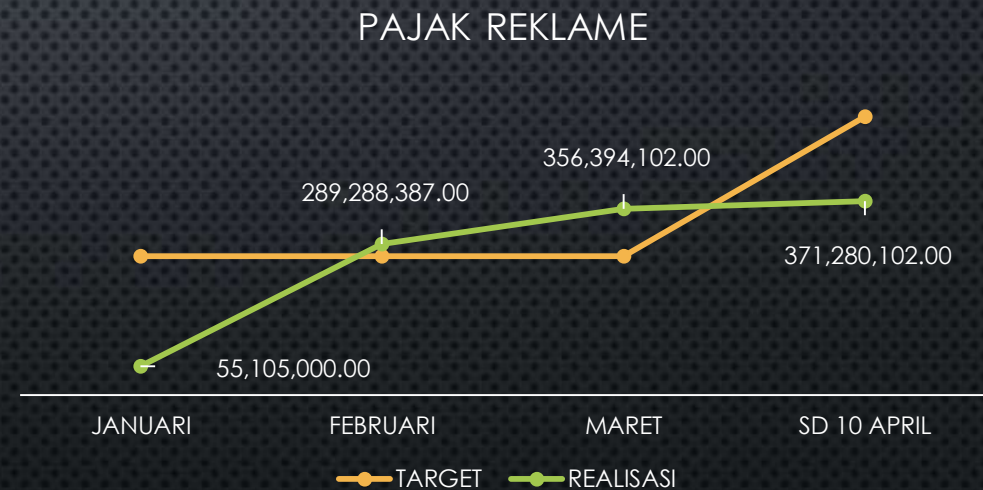 PAJAK REKLAME
356,394,102.00
289,288,387.00
371,280,102.00
55,105,000.00
JANUARI FEBRUARI MARET SD 10 APRIL
TARGET REALISASI